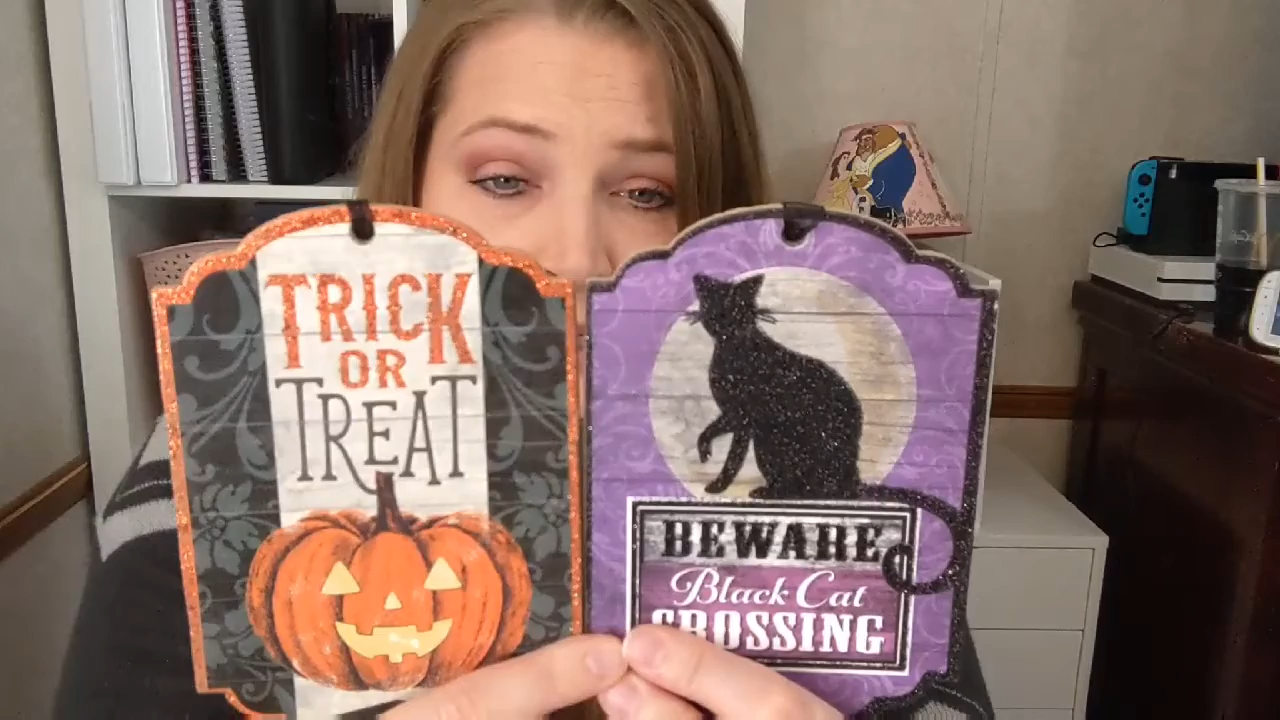 TRICK
OR
TREAT
BEWARE
Black Cat
CROSSING